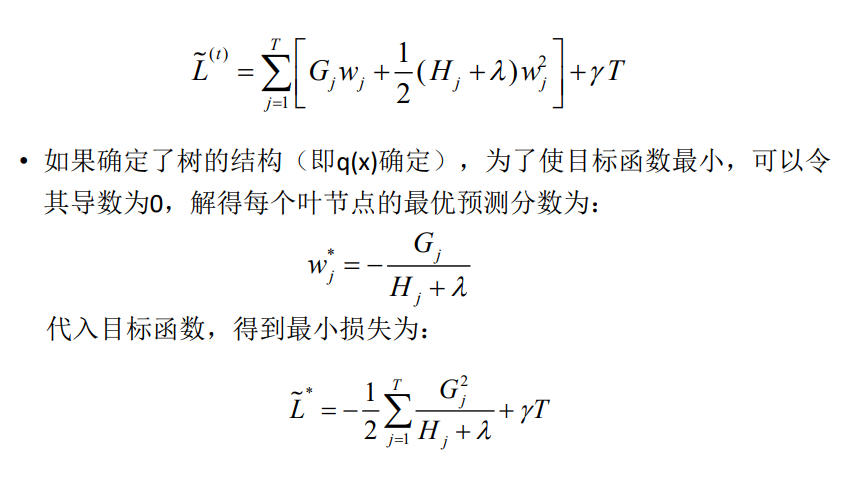 $\tilde{L}^{(t)} = \sum_{j=1}^{T} \left[ G_j w_j + \frac{1}{2} (H_j + \lambda) w_j^2 \right] + \gamma T$
• 如果确定了树的结构（即q(x)确定），为了使目标函数最小，可以令
其导数为0，解得每个叶节点的最优预测分数为：
$w_j^* = -\frac{G_j}{H_j + \lambda}$
代入目标函数，得到最小损失为：
$\tilde{L}^* = -\frac{1}{2} \sum_{j=1}^{T} \frac{G_j^2}{H_j + \lambda} + \gamma T$